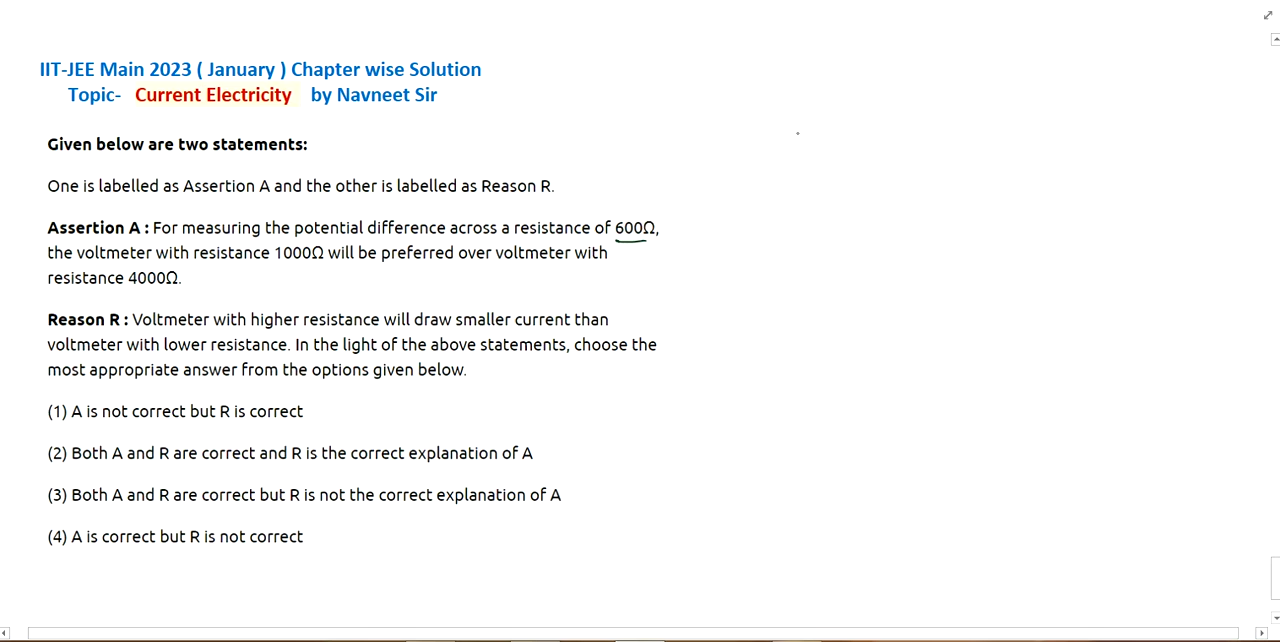 IIT-JEE Main 2023 ( January ) Chapter wise Solution
Topic- Current Electricity by Navneet Sir
Given below are two statements:
One is labelled as Assertion A and the other is labelled as Reason R.
Assertion A : For measuring the potential difference across a resistance of 600Ω,
the voltmeter with resistance 1000Ω will be preferred over voltmeter with
resistance 4000Ω.
Reason R : Voltmeter with higher resistance will draw smaller current than
voltmeter with lower resistance. In the light of the above statements, choose the
most appropriate answer from the options given below.
(1) A is not correct but R is correct
(2) Both A and R are correct and R is the correct explanation of A
(3) Both A and R are correct but R is not the correct explanation of A
(4) A is correct but R is not correct